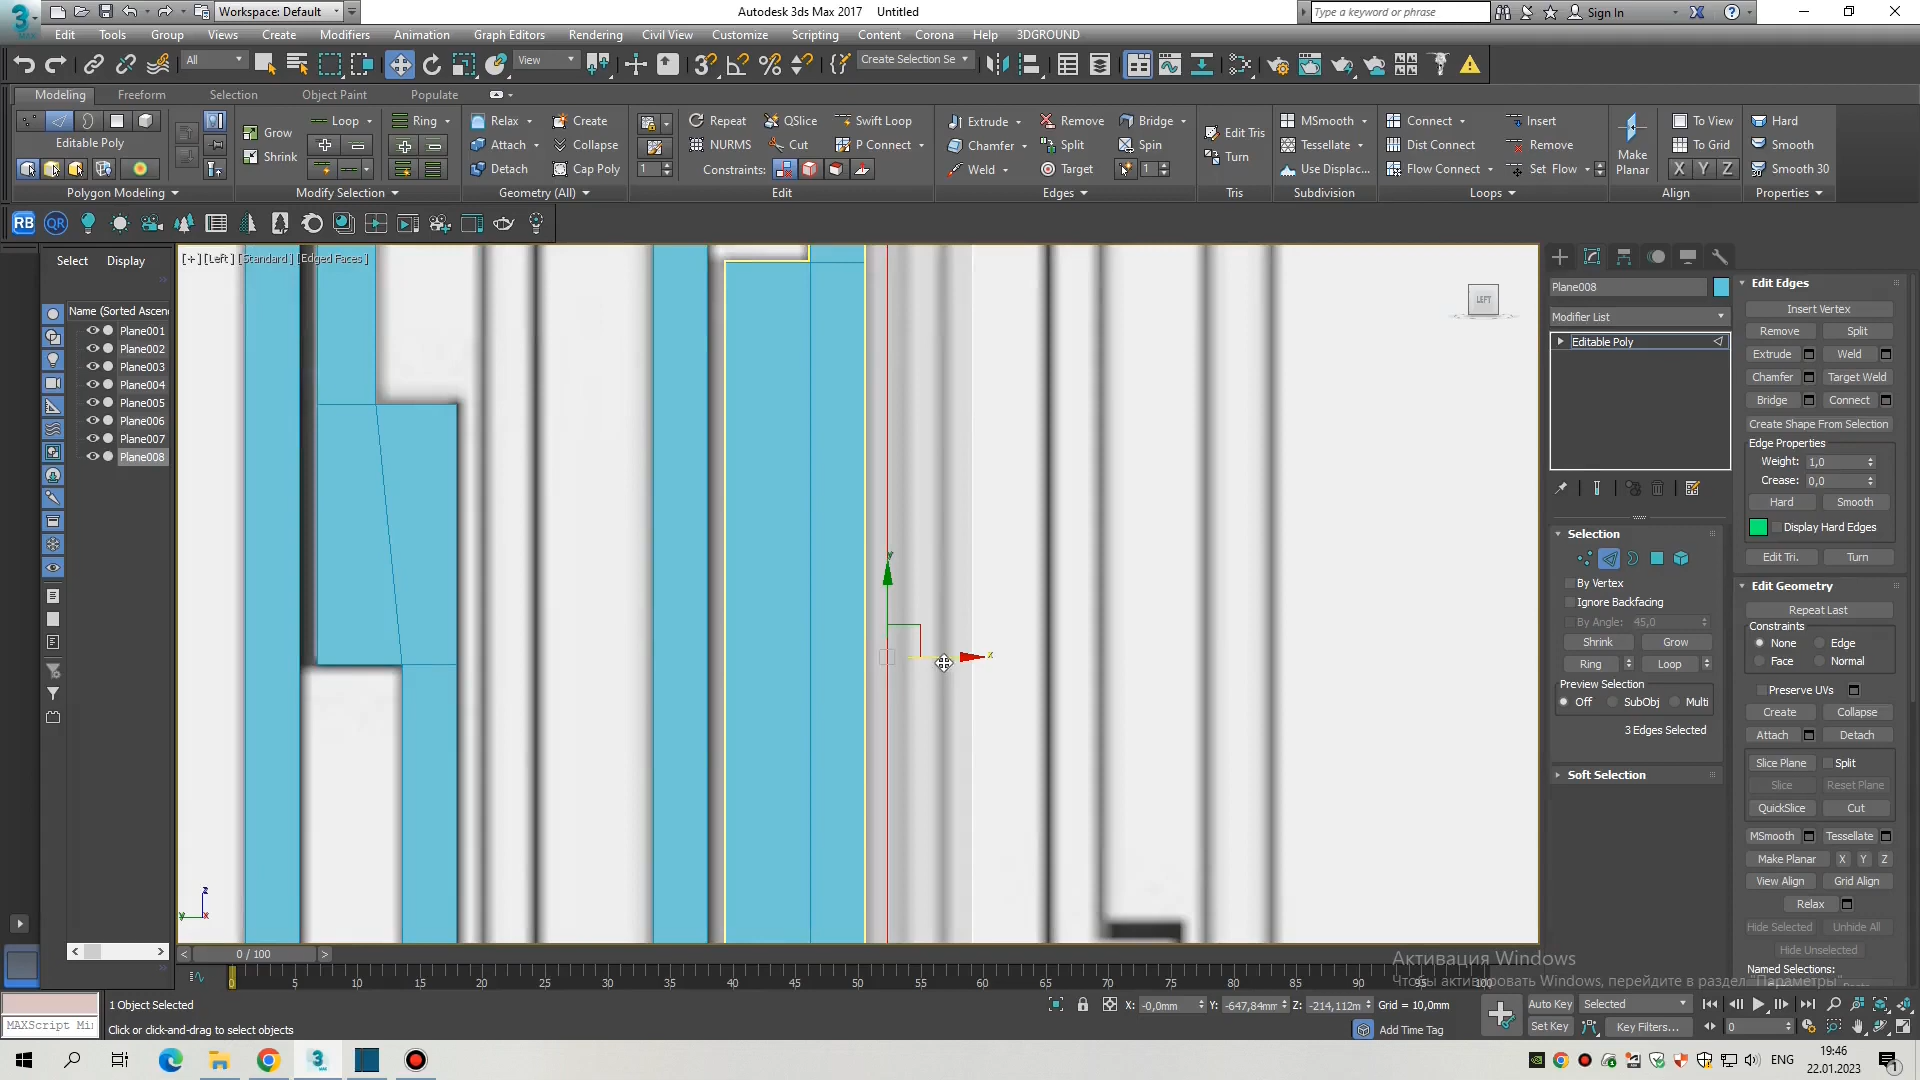 Workspace: Default
Autodesk 3ds Max 2017 Untitled
Type a keyword or phrase
Sign In
Edit Tools Group Views Create Modifiers Animation Graph Editors Rendering Civil View Customize Scripting Content Corona Help 3DGROUND
All
View
Create Selection Se
Modeling Freeform Selection Object Paint Populate
Loop Ring Relax Create Repeat QSlice Swift Loop Extrude Remove Bridge MSmooth Connect Insert To View Hard
Editable Poly Grow Attach Collapse NURMS Cut P Connect Chamfer Split Spin Edit Tris Tessellate Dist Connect Remove To Grid Smooth
Shrink Detach Cap Poly 1 Constraints: Weld Target 1 Turn Use Displac... Flow Connect Set Flow Make Planar X Y Z Smooth 30
Polygon Modeling Modify Selection Geometry (All) Edit Edges Tris Subdivision Loops Align Properties
RB QR
Select Display
Name (Sorted Ascen
Plane001
Plane002
Plane003
Plane004
Plane005
Plane006
Plane007
Plane008
[+] [Left] [Standard] [Edged Faces]
LEFT
y
x
z
y x
Plane008
Modifier List
Editable Poly
Selection
By Vertex
Ignore Backfacing
By Angle: 45,0
Shrink Grow
Ring Loop
Preview Selection
Off SubObj Multi
3 Edges Selected
Soft Selection
Edit Edges
Insert Vertex
Remove Split
Extrude Weld
Chamfer Target Weld
Bridge Connect
Create Shape From Selection
Edge Properties
Weight: 1,0
Crease: 0,0
Hard Smooth
Display Hard Edges
Edit Tri. Turn
Edit Geometry
Repeat Last
Constraints
None Edge
Face Normal
Preserve UVs
Create Collapse
Attach Detach
Slice Plane Split
Slice Reset Plane
QuickSlice Cut
MSmooth Tessellate
Make Planar X Y Z
View Align Grid Align
Relax
Hide Selected Unhide All
Hide Unselected
Named Selections:
Активация Windows
Чтобы активировать Windows, перейдите в раздел "Параметры"
0 / 100
0 5 10 15 20 25 30 35 40 45 50 55 60 65 70 75 80 85 90 95 100
1 Object Selected
X: -0,0mm Y: -647,84mm Z: -214,112m Grid = 10,0mm
Auto Key Selected
MAXScript Mi
Click or click-and-drag to select objects
Add Time Tag
Set Key Key Filters...
0
ENG
19:46
22.01.2023
1